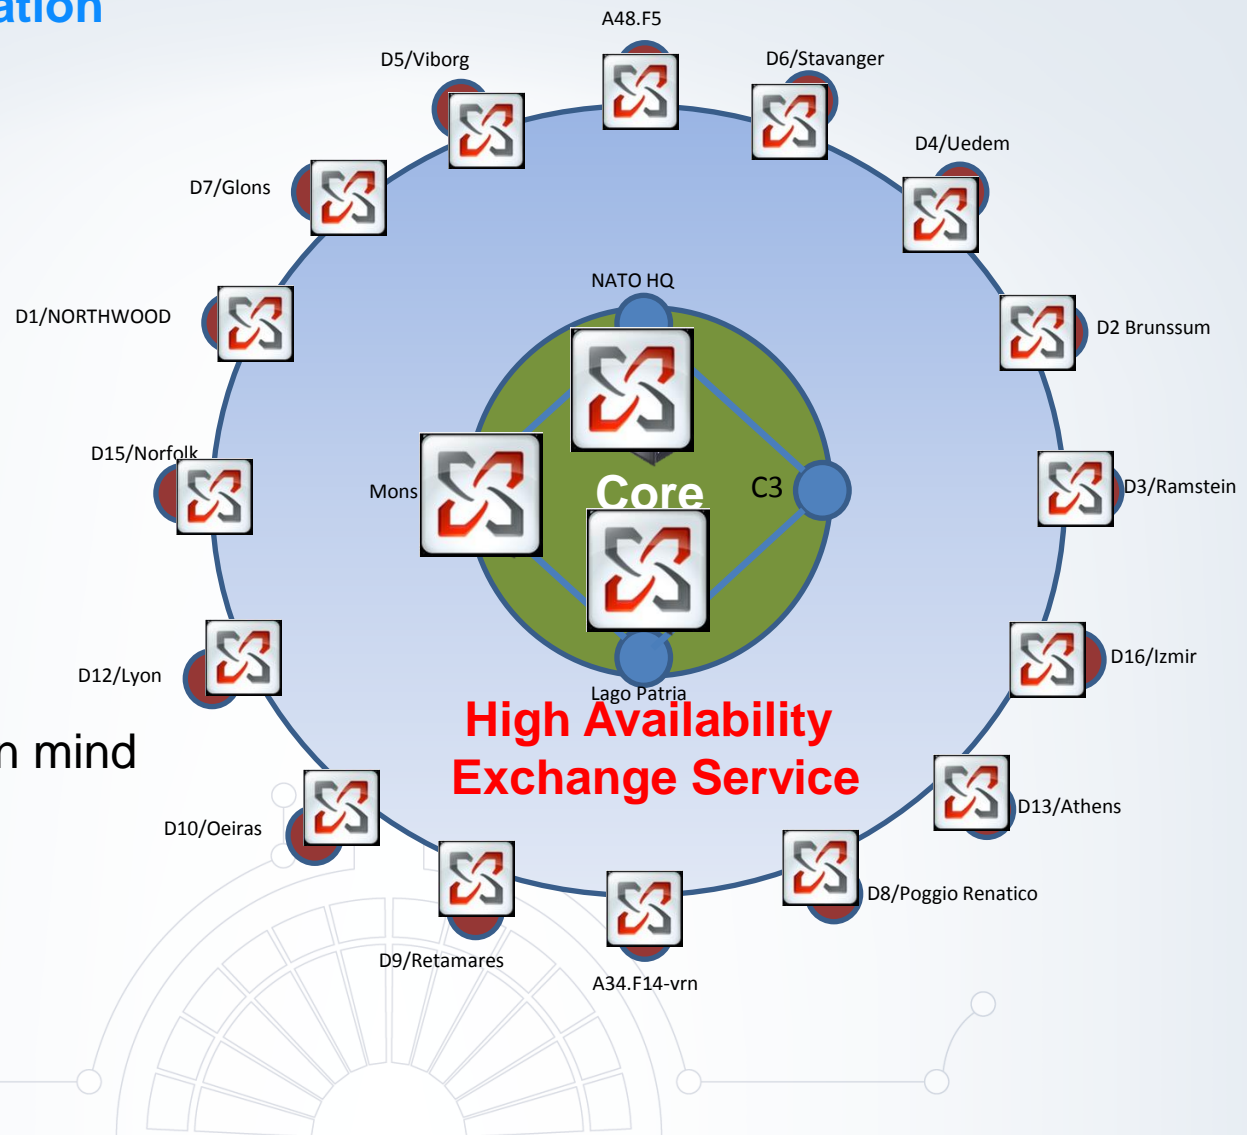 ation
A48.F5
D5/Viborg
D6/Stavanger
D4/Uedem
D7/Glons
NATO HQ
D1/NORTHWOOD
D2 Brunssum
D15/Norfolk
Mons
Core
C3
D3/Ramstein
D12/Lyon
D16/Izmir
Lago Patria
High Availability
Exchange Service
n mind
D10/Oeiras
D13/Athens
D8/Poggio Renatico
D9/Retamares
A34.F14-vrn